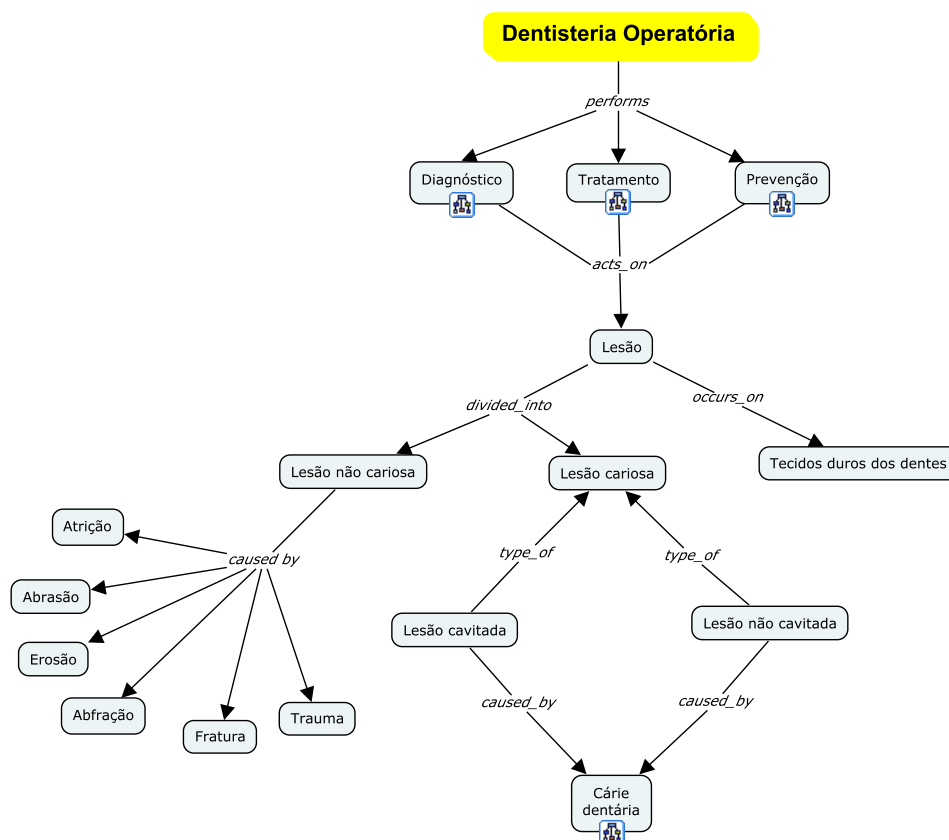 Dentisteria Operatória
performs
Diagnóstico
Tratamento
Prevenção
acts_on
Lesão
divided_into
occurs_on
Lesão não cariosa
Lesão cariosa
Tecidos duros dos dentes
Atrição
caused by
type_of
type_of
Abrasão
Lesão cavitada
Lesão não cavitada
Erosão
Abfração
Fratura
Trauma
caused_by
caused_by
Cárie
dentária